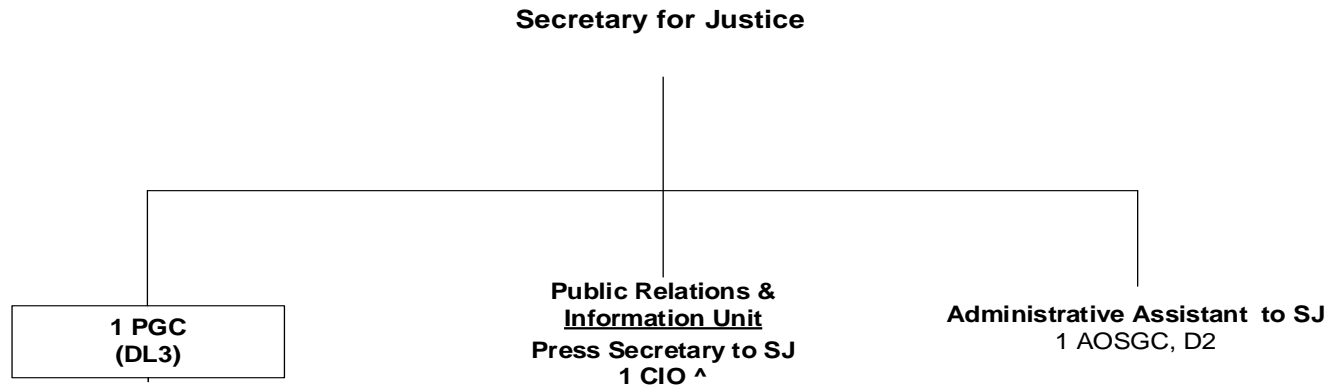 Secretary for Justice
1 PGC
(DL3)
Public Relations &
Information Unit
Press Secretary to SJ
1 CIO ^
Administrative Assistant to SJ
1 AOSGC, D2